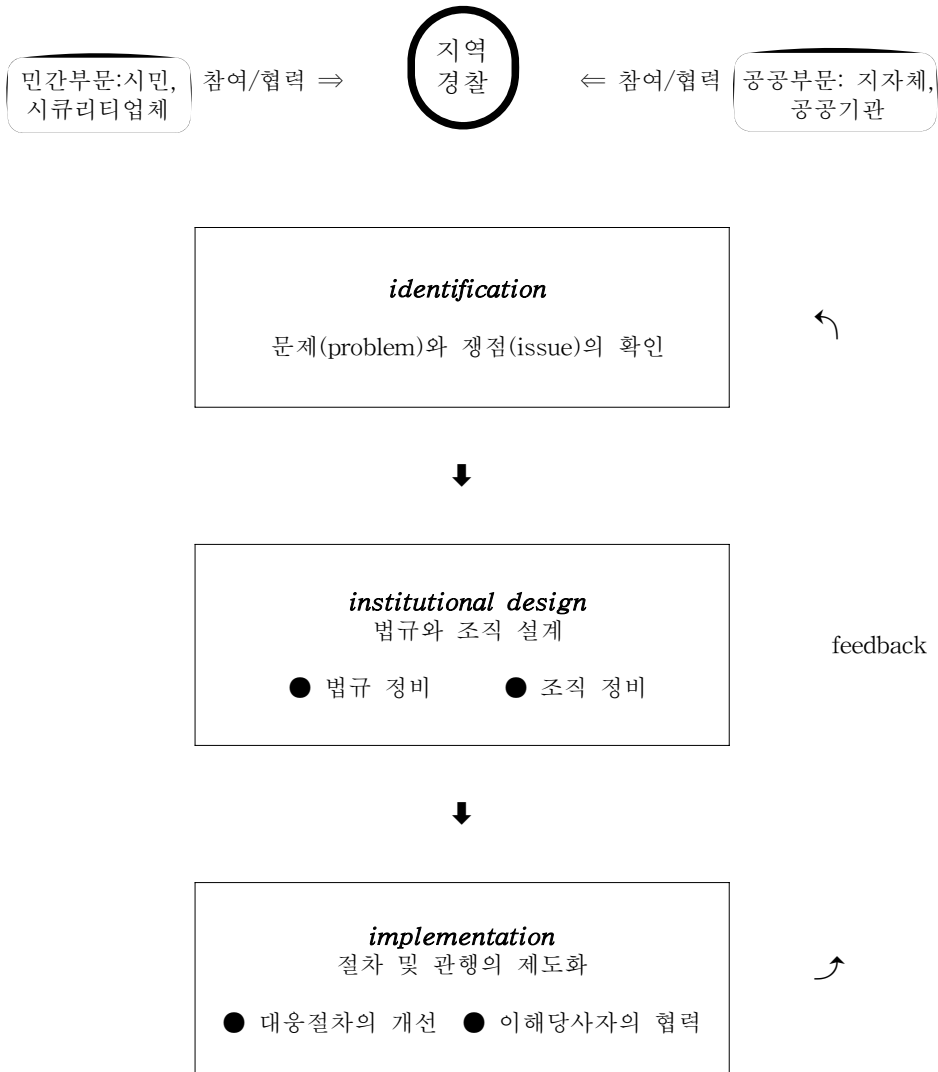 지역
경찰
민간부문:시민,
시큐리티업체
참여/협력 ⇒
⇐ 참여/협력
공공부문: 지자체,
공공기관
identification
문제(problem)와 쟁점(issue)의 확인
institutional design
법규와 조직 설계
● 법규 정비 ● 조직 정비
feedback
implementation
절차 및 관행의 제도화
● 대응절차의 개선 ● 이해당사자의 협력